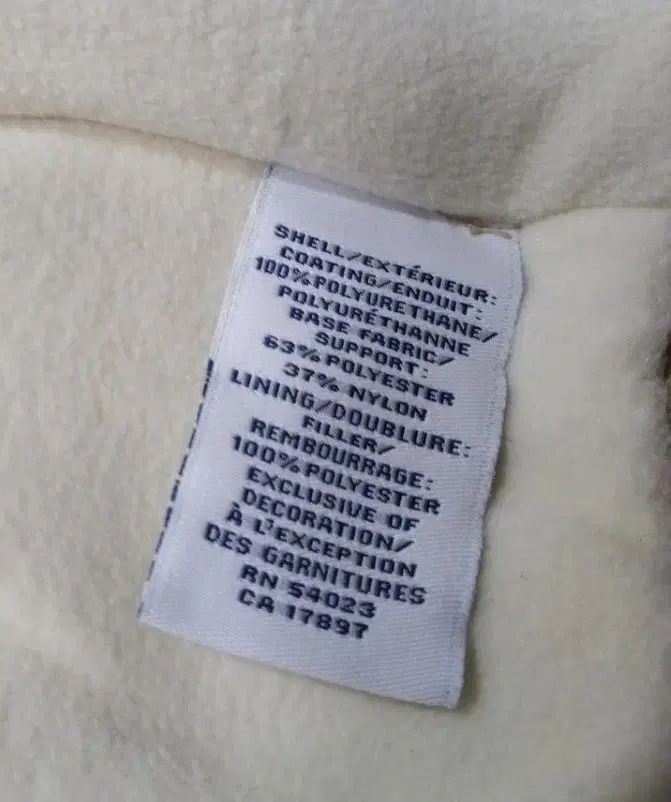 SHELL/EXTÉRIEUR:
COATING/ENDUIT:
100%POLYURETHANE/
POLYURÉTHANNE
BASE FABRIC/
SUPPORT:
63%POLYESTER
37% NYLON
LINING/DOUBLURE:
FILLER/
REMBOURRAGE:
100%POLYESTER
EXCLUSIVE OF
DECORATION/
À L'EXCEPTION
DES GARNITURES
RN 54023
CA 17897